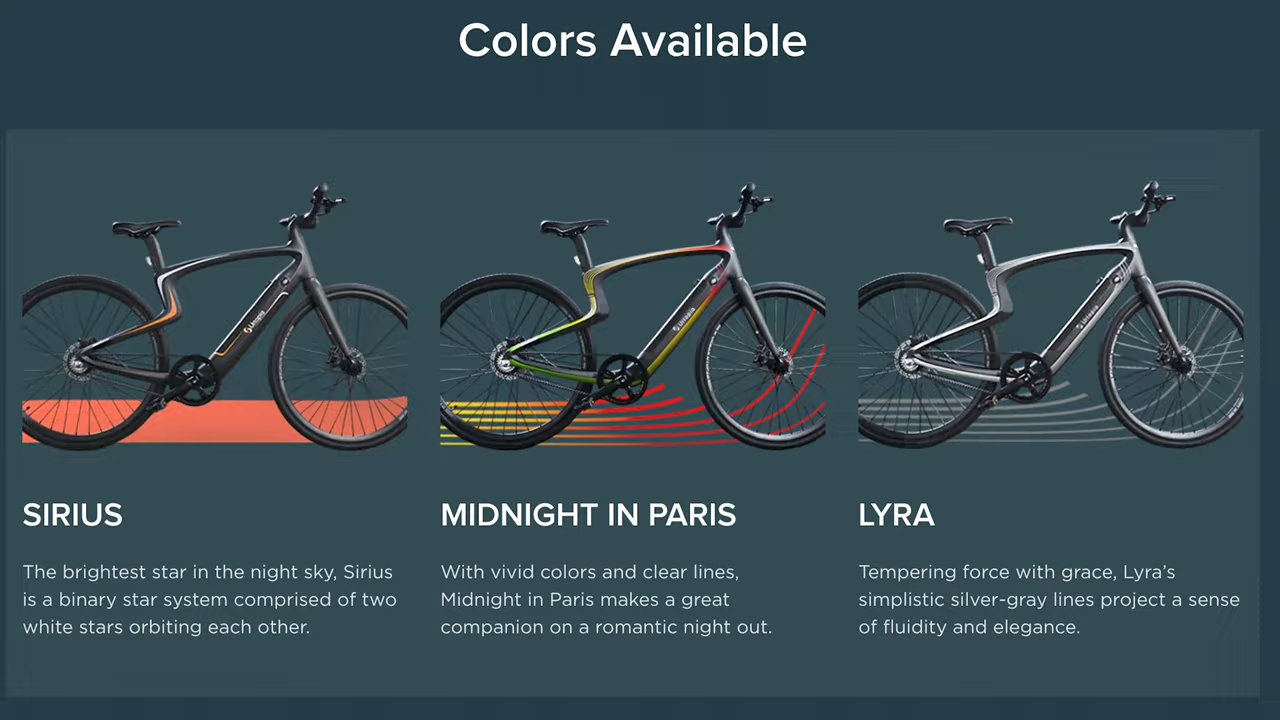 Colors Available
SIRIUS
The brightest star in the night sky, Sirius
is a binary star system comprised of two
white stars orbiting each other.
MIDNIGHT IN PARIS
With vivid colors and clear lines,
Midnight in Paris makes a great
companion on a romantic night out.
LYRA
Tempering force with grace, Lyra's
simplistic silver-gray lines project a sense
of fluidity and elegance.